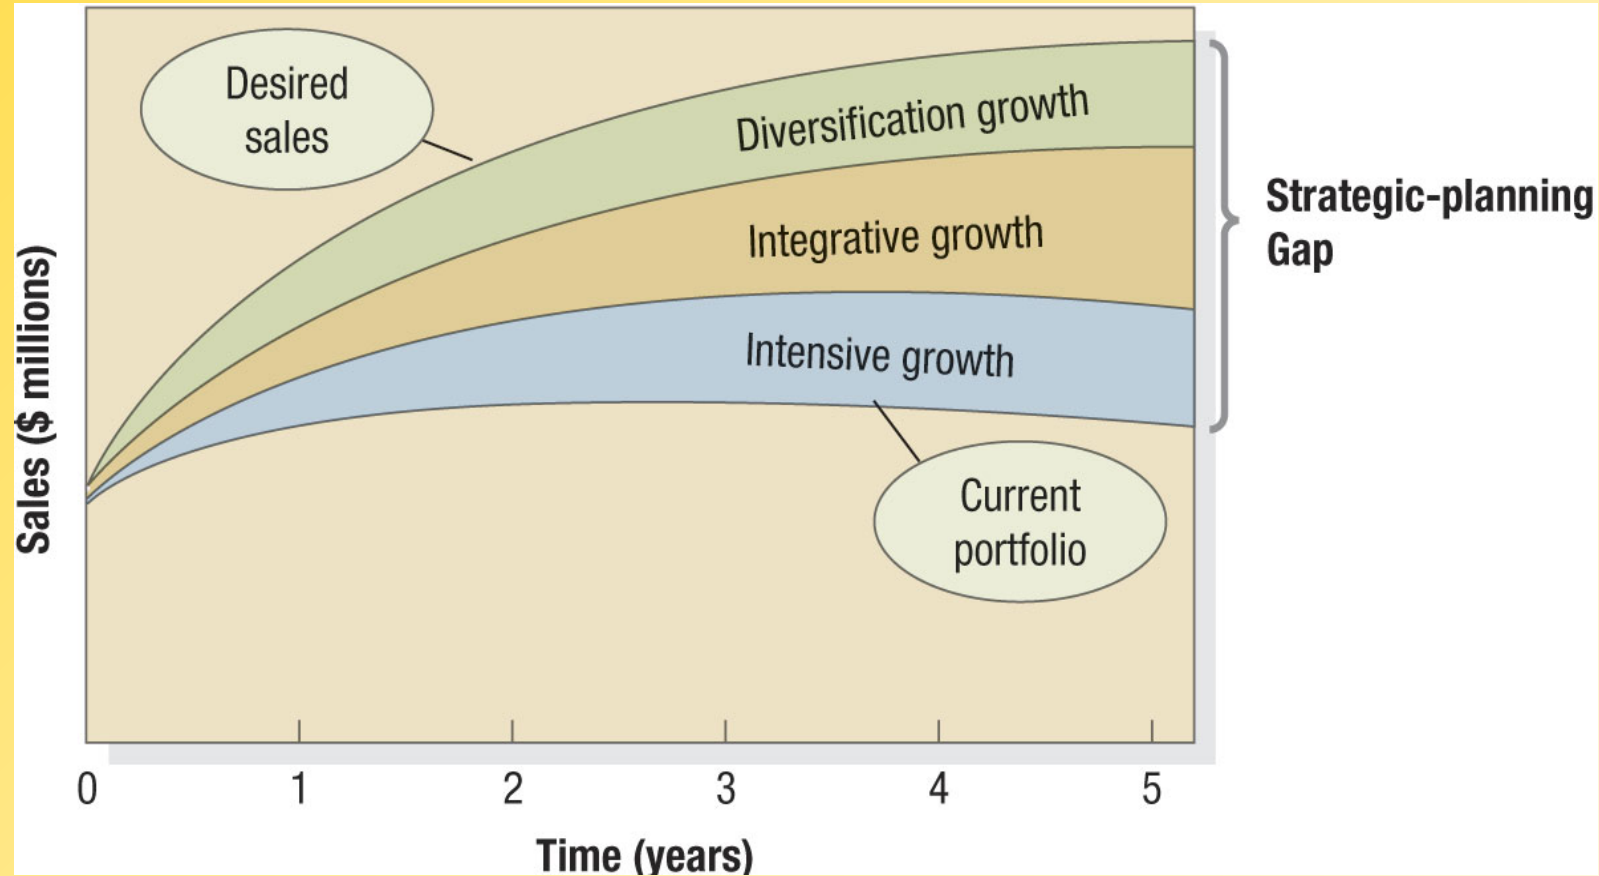 Desired
sales
Diversification growth
Integrative growth
Intensive growth
Current
portfolio
Strategic-planning
Gap
Sales ($ millions)
0 1 2 3 4 5
Time (years)